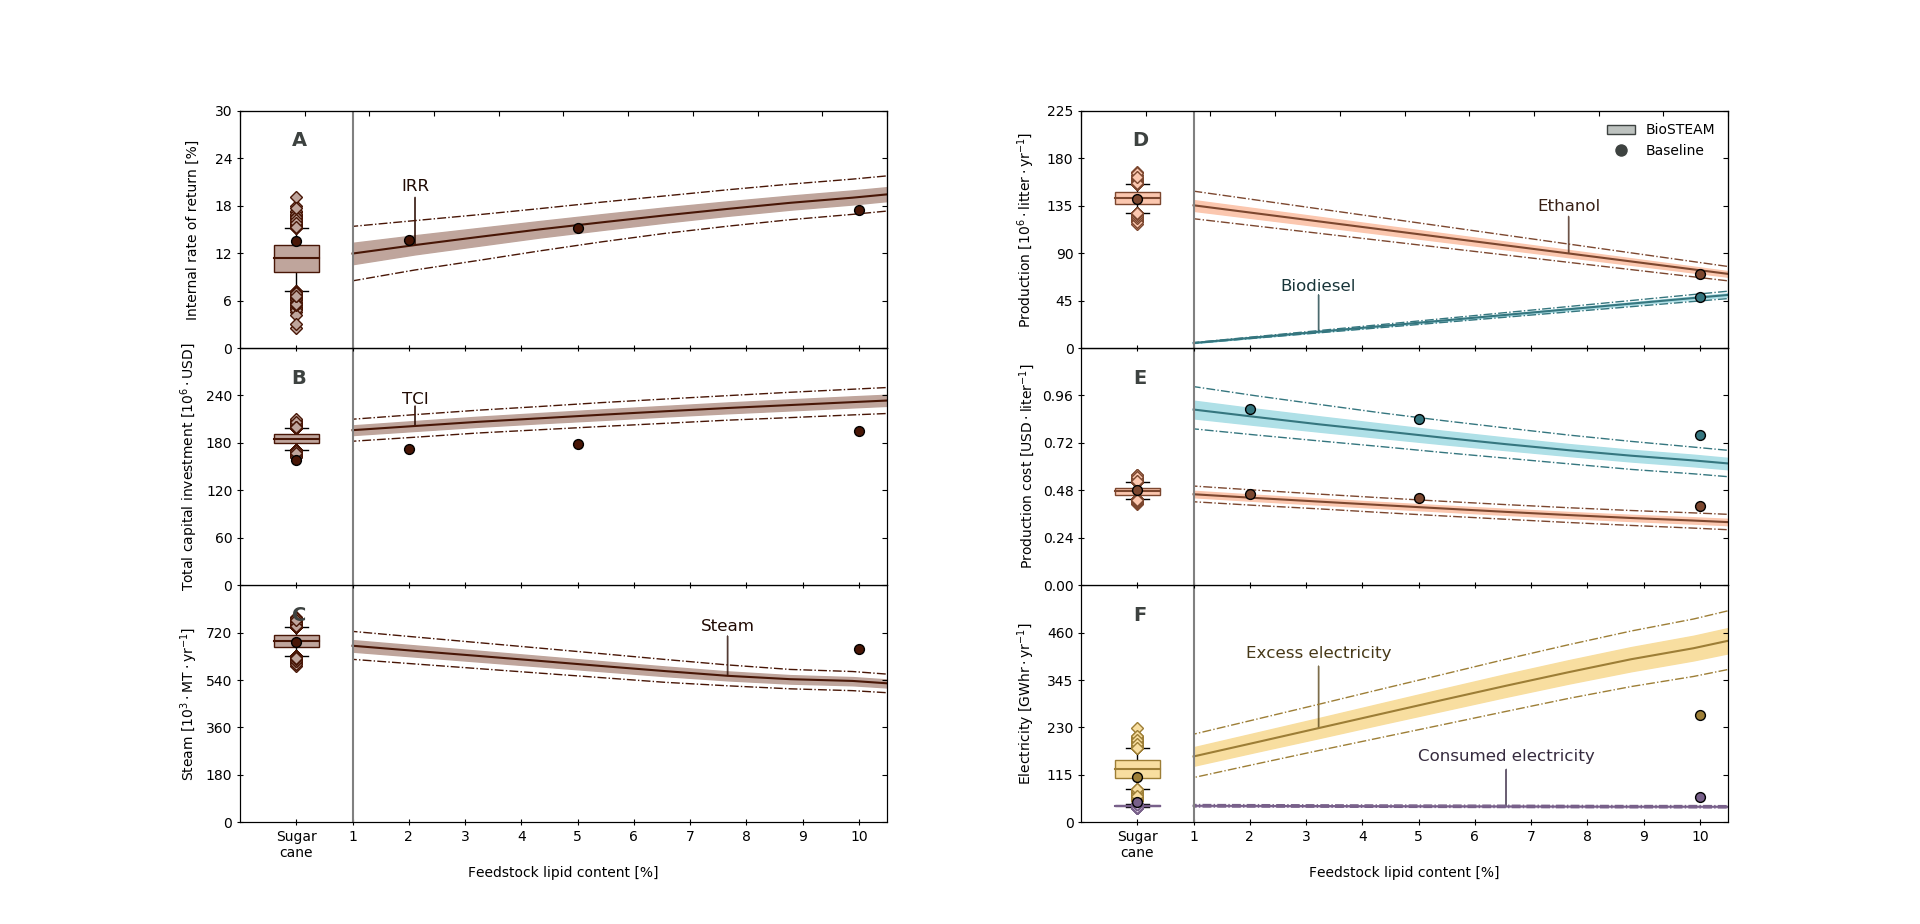 A
30
24
18
12
6
0
Internal rate of return [%]
IRR
B
240
180
120
60
0
Total capital investment [10⁶ · USD]
TCI
C
720
540
360
180
0
Steam [10³ · MT · yr⁻¹]
Steam
Sugar
cane
1 2 3 4 5 6 7 8 9 10
Feedstock lipid content [%]
D
225
180
135
90
45
0
Production [10⁶ · litter · yr⁻¹]
BioSTEAM
Baseline
Ethanol
Biodiesel
E
0.96
0.72
0.48
0.24
0.00
Production cost [USD · liter⁻¹]
F
460
345
230
115
0
Electricity [GWhr · yr⁻¹]
Excess electricity
Consumed electricity
Sugar
cane
1 2 3 4 5 6 7 8 9 10
Feedstock lipid content [%]